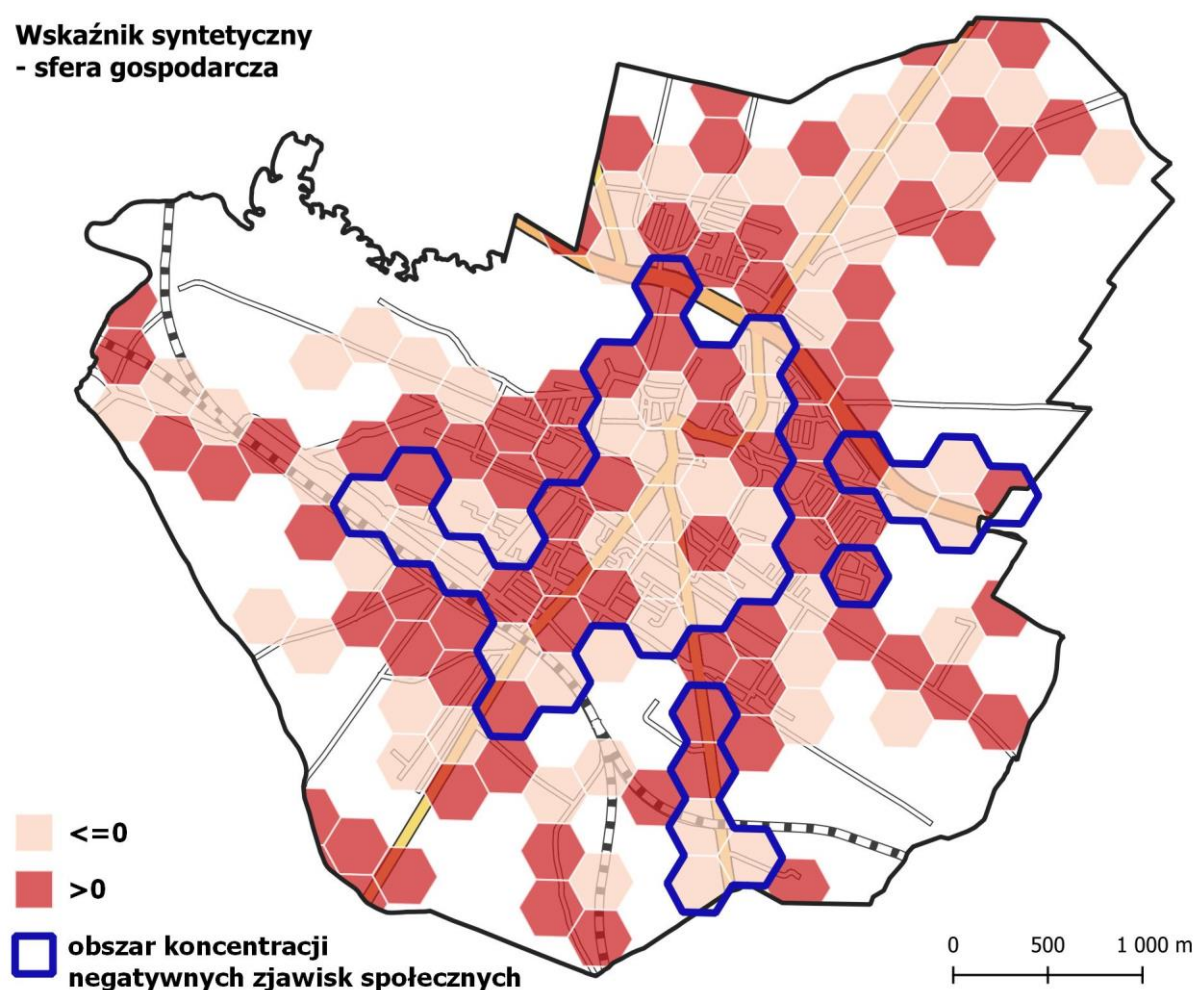 Wskaźnik syntetyczny
- sfera gospodarcza
<=0
>0
obszar koncentracji
negatywnych zjawisk społecznych
0 500 1 000 m